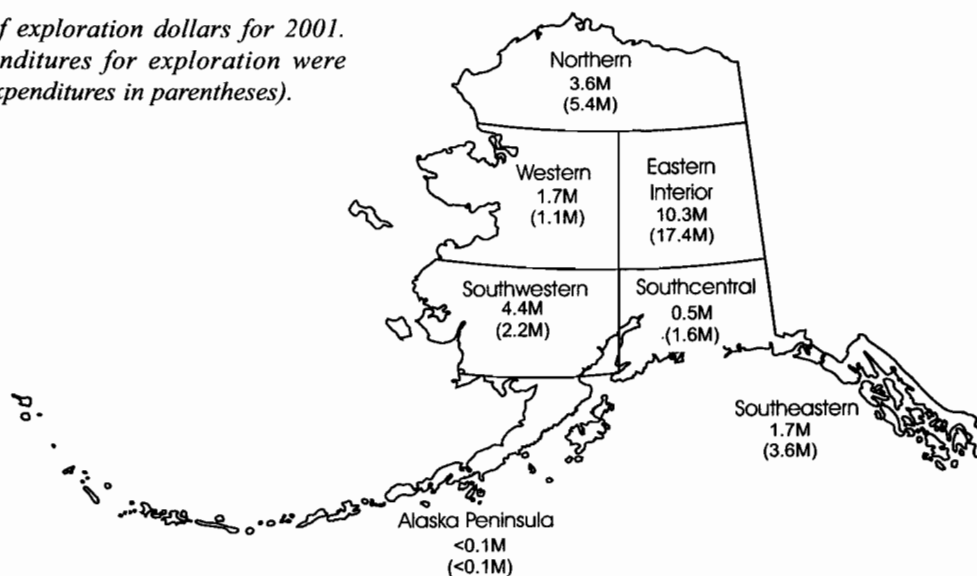 f exploration dollars for 2001.
nditures for exploration were
xpenditures in parentheses).
Northern
3.6M
(5.4M)
Western
1.7M
(1.1M)
Eastern
Interior
10.3M
(17.4M)
Southwestern
4.4M
(2.2M)
Southcentral
0.5M
(1.6M)
Southeastern
1.7M
(3.6M)
Alaska Peninsula
<0.1M
(<0.1M)